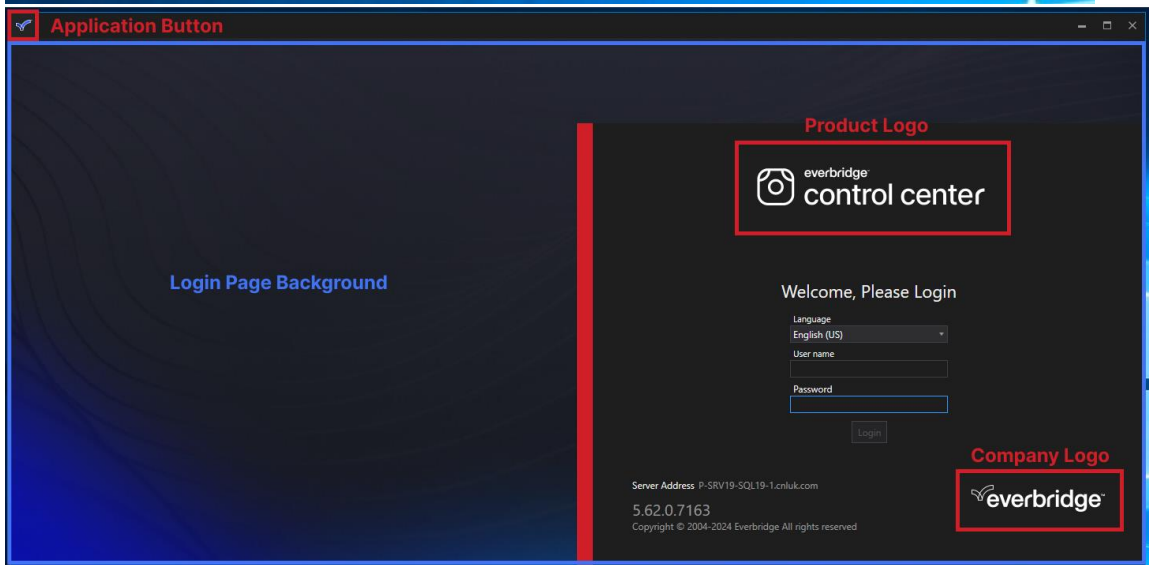 Application Button
Product Logo
everbridge™
control center
Login Page Background
Welcome, Please Login
Language
English (US)
User name
Password
Login
Company Logo
Server Address P-SRV19-SQL19-1.cnluk.com
everbridge™
5.62.0.7163
Copyright © 2004-2024 Everbridge All rights reserved